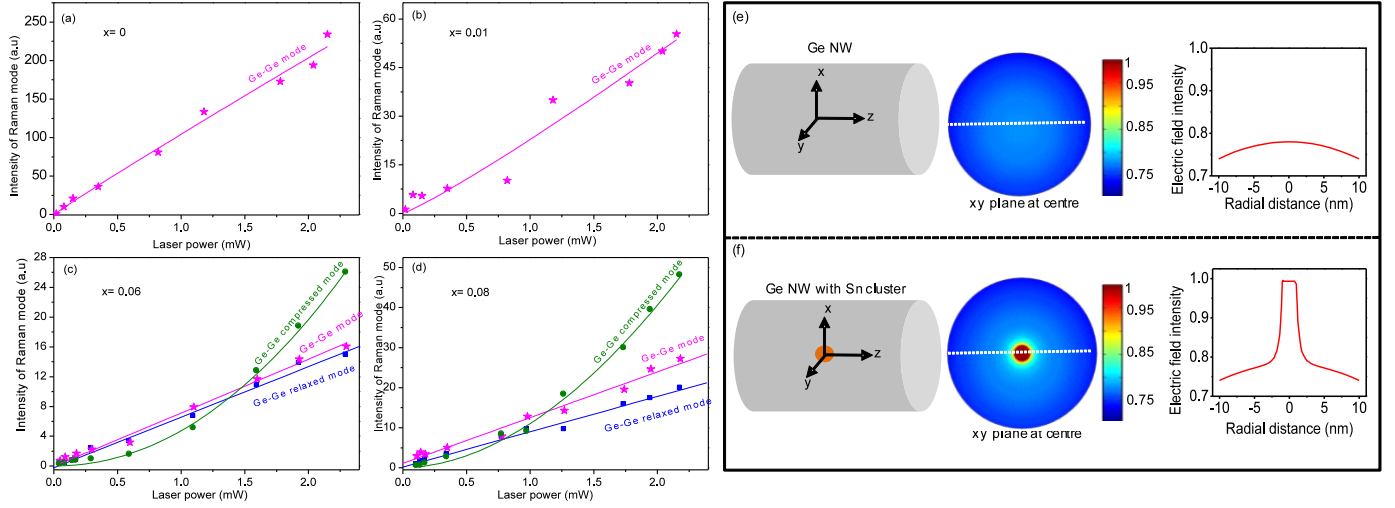 (a)
x= 0
Ge-Ge mode
Intensity of Raman mode (a.u)
250
225
200
175
150
125
100
75
50
25
0
0.0 0.5 1.0 1.5 2.0
Laser power (mW)
(b)
x= 0.01
Ge-Ge mode
Intensity of Raman mode (a.u)
60
45
30
15
0
0.0 0.5 1.0 1.5 2.0
Laser power (mW)
(c)
x= 0.06
Ge-Ge compressed mode
Ge-Ge mode
Ge-Ge relaxed mode
Intensity of Raman mode (a.u)
28
24
20
16
12
8
4
0
0.0 0.5 1.0 1.5 2.0
Laser power (mW)
(d)
x= 0.08
Ge-Ge compressed mode
Ge-Ge mode
Ge-Ge relaxed mode
Intensity of Raman mode (a.u)
50
40
30
20
10
0
0.0 0.5 1.0 1.5 2.0
Laser power (mW)
(e)
Ge NW
x
z
y
xy plane at centre
1
0.95
0.9
0.85
0.8
0.75
Electric field intensity
1.0
0.9
0.8
0.7
-10 -5 0 5 10
Radial distance (nm)
(f)
Ge NW with Sn cluster
x
z
y
xy plane at centre
1
0.95
0.9
0.85
0.8
0.75
Electric field intensity
1.0
0.9
0.8
0.7
-10 -5 0 5 10
Radial distance (nm)